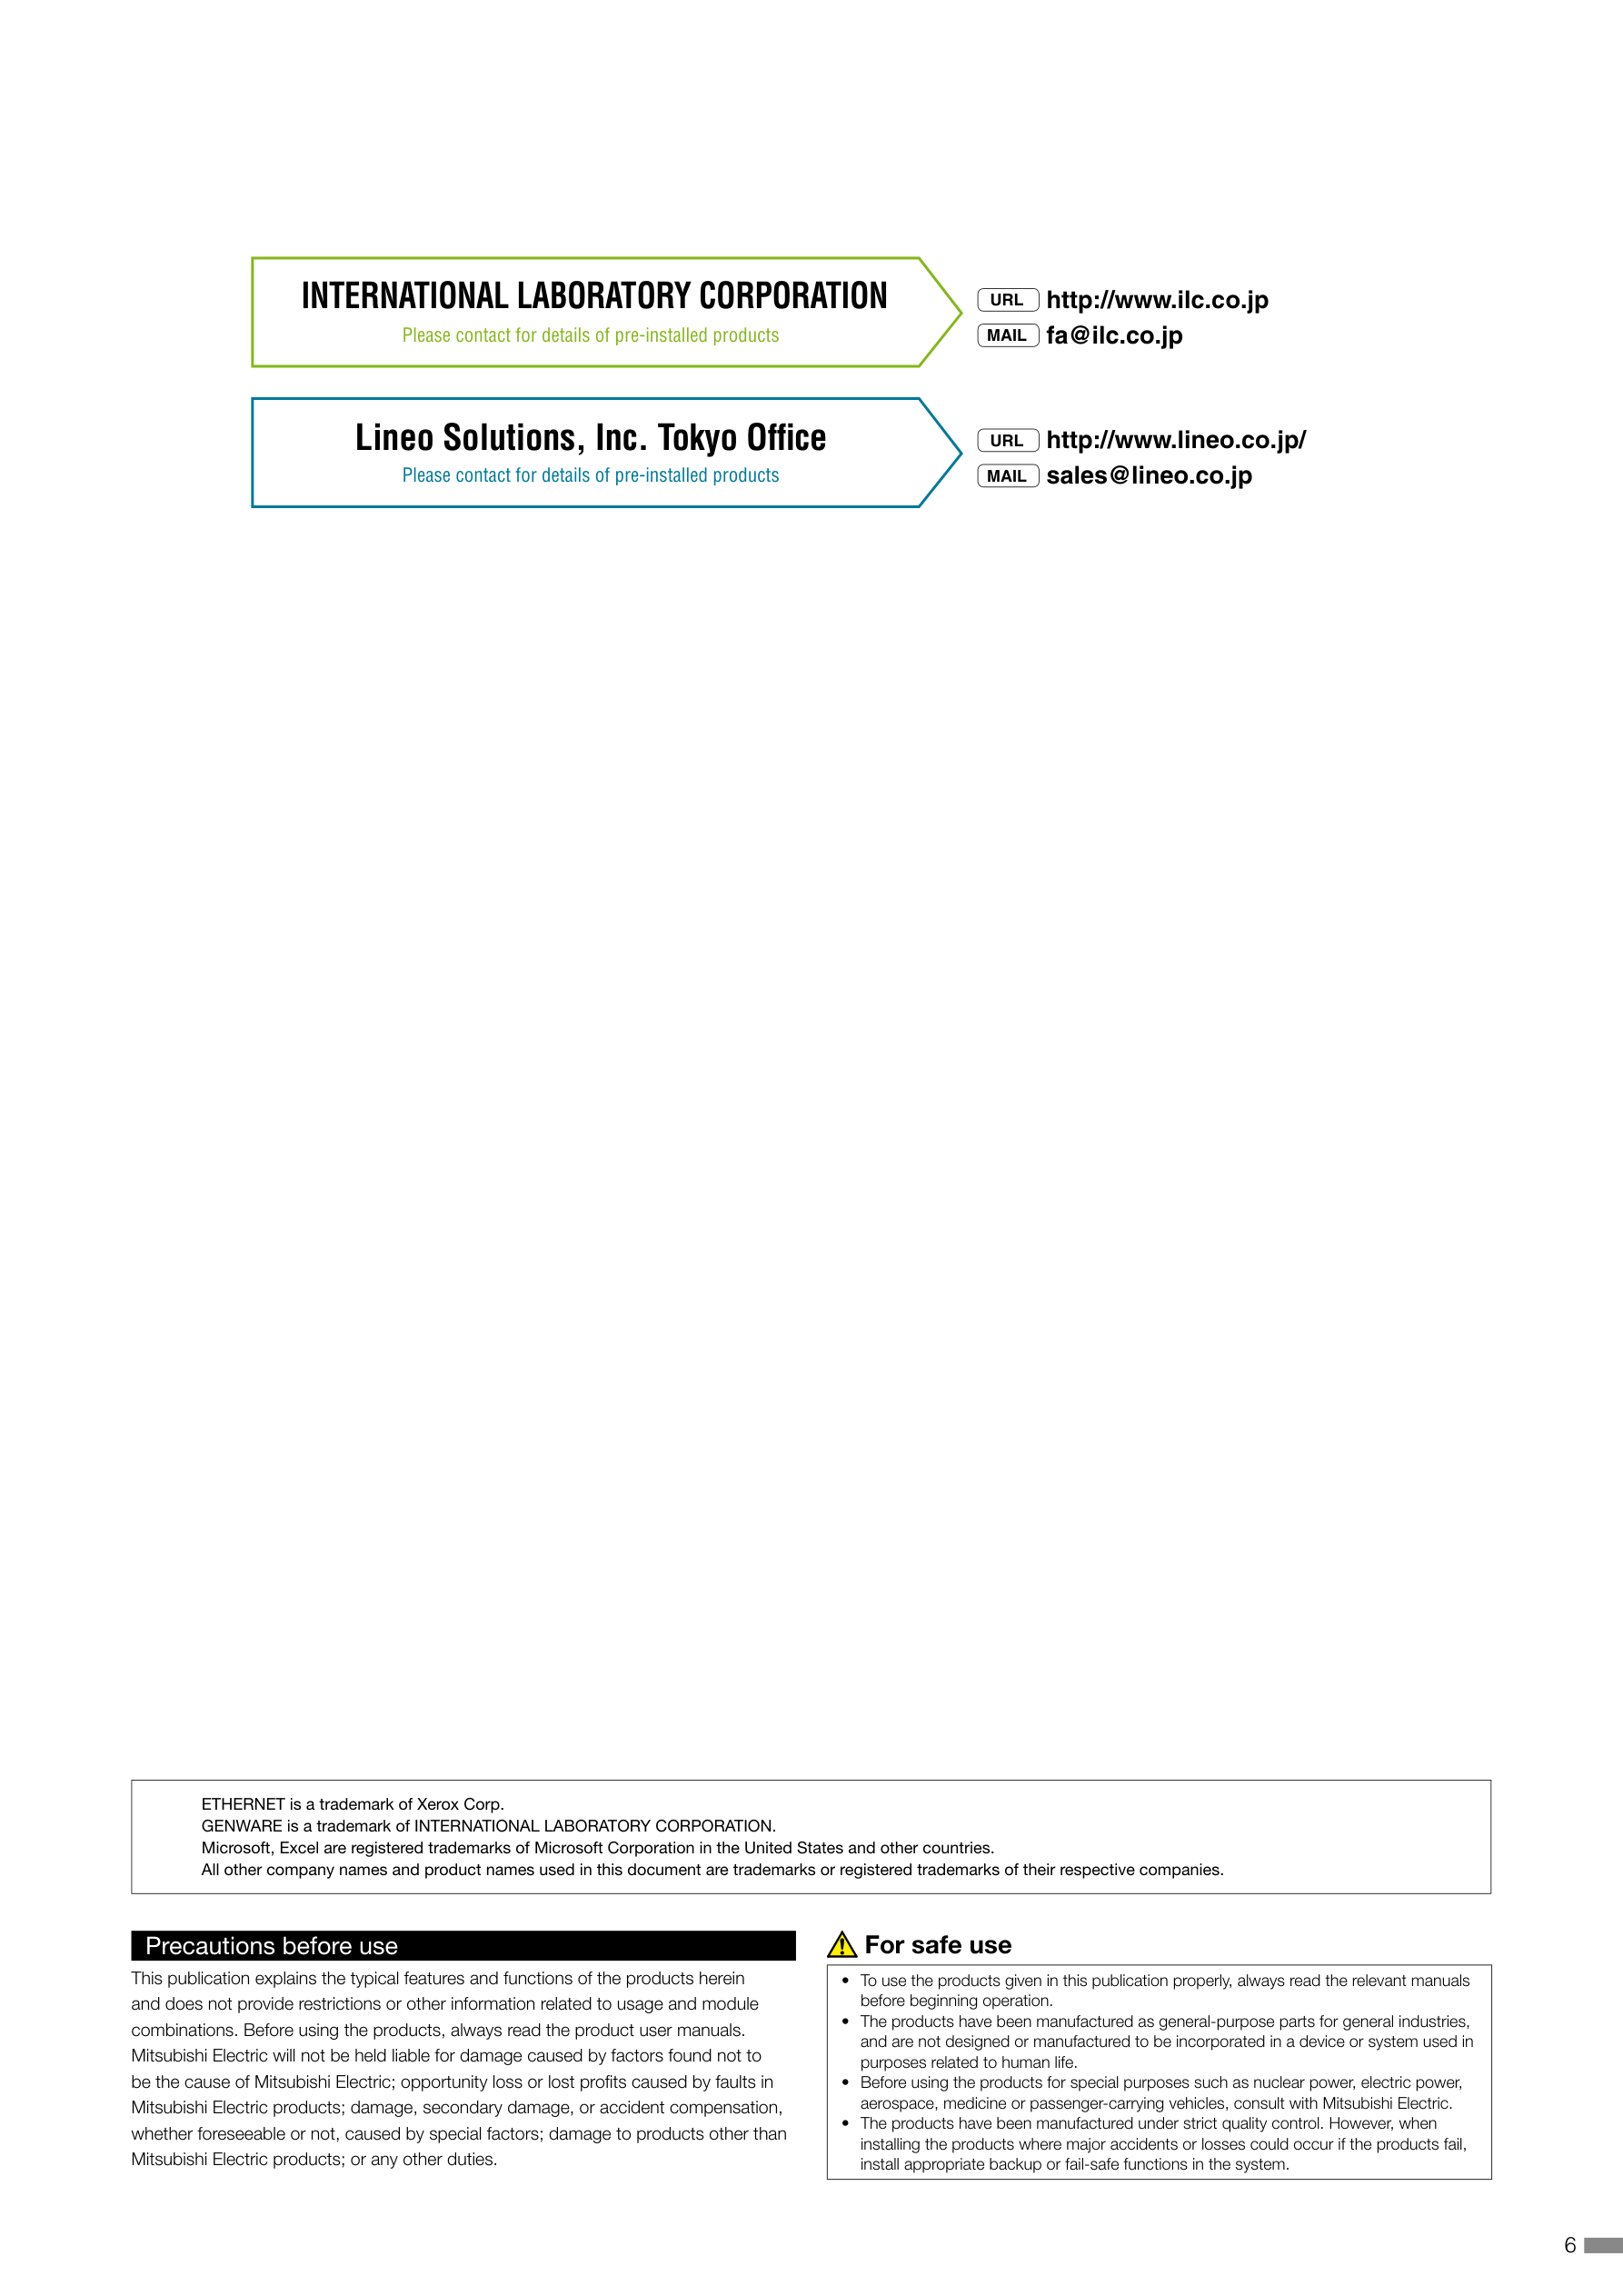 INTERNATIONAL LABORATORY CORPORATION
Please contact for details of pre-installed products
URL http://www.ilc.co.jp
MAIL fa@ilc.co.jp
Lineo Solutions, Inc. Tokyo Office
Please contact for details of pre-installed products
URL http://www.lineo.co.jp/
MAIL sales@lineo.co.jp
ETHERNET is a trademark of Xerox Corp.
GENWARE is a trademark of INTERNATIONAL LABORATORY CORPORATION.
Microsoft, Excel are registered trademarks of Microsoft Corporation in the United States and other countries.
All other company names and product names used in this document are trademarks or registered trademarks of their respective companies.
Precautions before use
This publication explains the typical features and functions of the products herein
and does not provide restrictions or other information related to usage and module
combinations. Before using the products, always read the product user manuals.
Mitsubishi Electric will not be held liable for damage caused by factors found not to
be the cause of Mitsubishi Electric; opportunity loss or lost profits caused by faults in
Mitsubishi Electric products; damage, secondary damage, or accident compensation,
whether foreseeable or not, caused by special factors; damage to products other than
Mitsubishi Electric products; or any other duties.
For safe use
• To use the products given in this publication properly, always read the relevant manuals
before beginning operation.
• The products have been manufactured as general-purpose parts for general industries,
and are not designed or manufactured to be incorporated in a device or system used in
purposes related to human life.
• Before using the products for special purposes such as nuclear power, electric power,
aerospace, medicine or passenger-carrying vehicles, consult with Mitsubishi Electric.
• The products have been manufactured under strict quality control. However, when
installing the products where major accidents or losses could occur if the products fail,
install appropriate backup or fail-safe functions in the system.
6